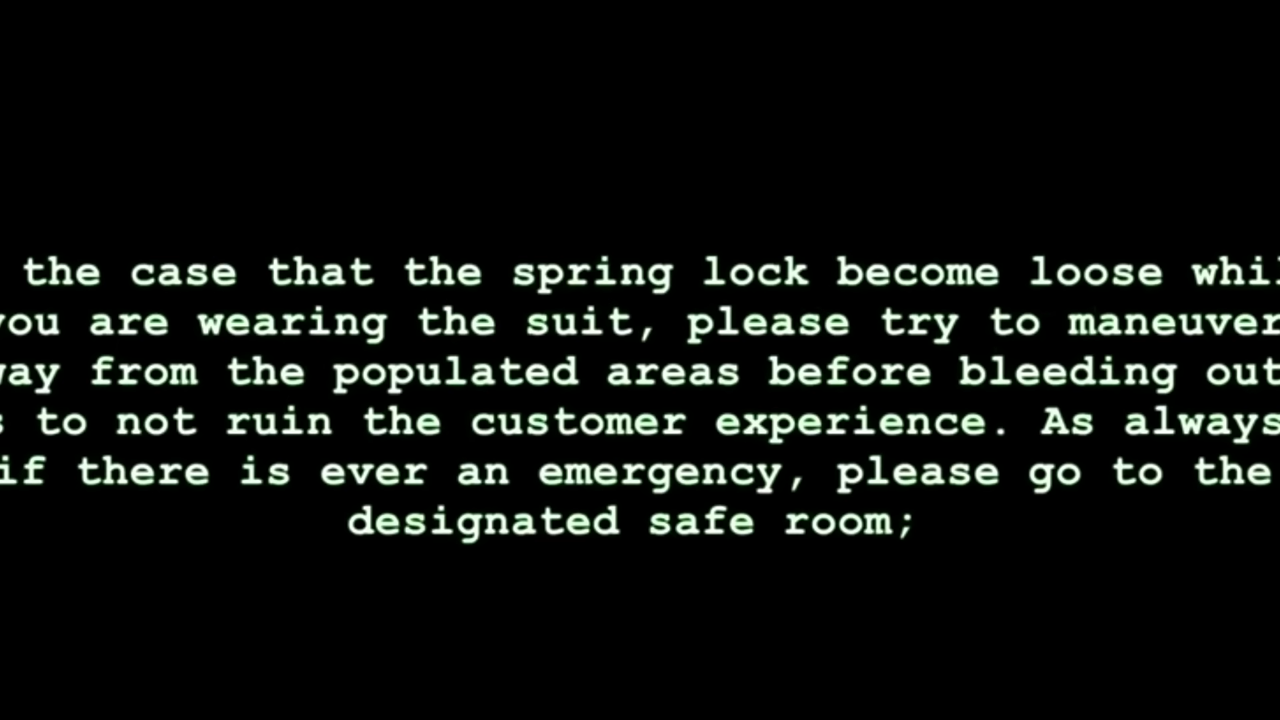 the case that the spring lock become loose whil
you are wearing the suit, please try to maneuver
way from the populated areas before bleeding out
s to not ruin the customer experience. As always
if there is ever an emergency, please go to the
designated safe room;